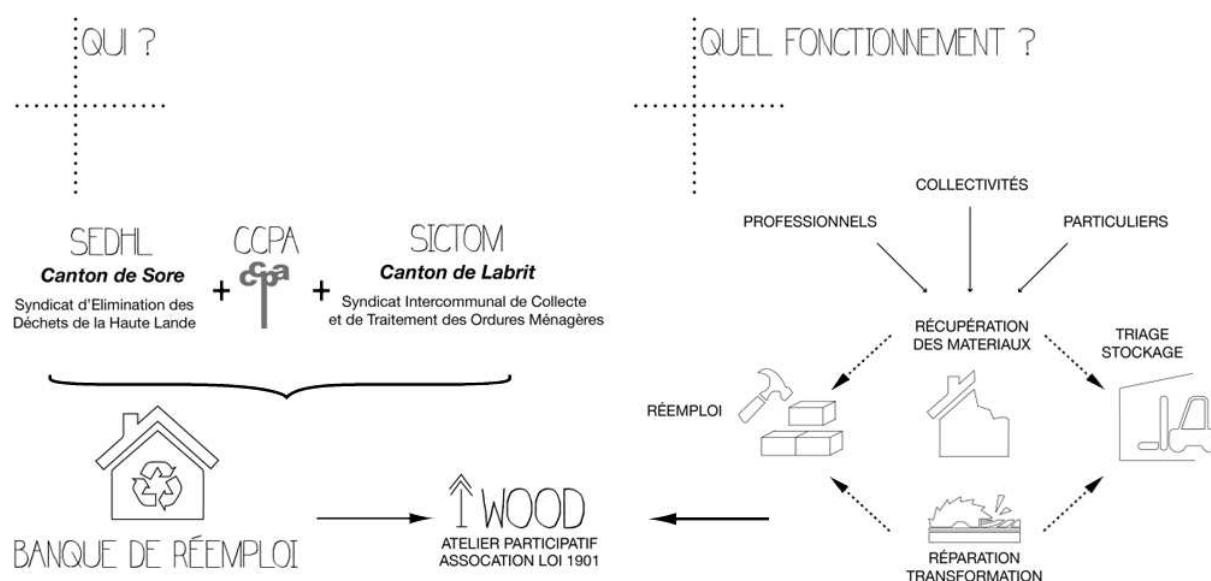 QUI ?
SEDHL
Canton de Sore
Syndicat d'Elimination des
Déchets de la Haute Lande
+
CCPA
ccpa
+
SICTOM
Canton de Labrit
Syndicat Intercommunal de Collecte
et de Traitement des Ordures Ménagères
BANQUE DE RÉEMPLOI
WOOD
ATELIER PARTICIPATIF
ASSOCATION LOI 1901
QUEL FONCTIONNEMENT ?
COLLECTIVITÉS
PROFESSIONNELS
PARTICULIERS
RÉCUPÉRATION
DES MATERIAUX
TRIAGE
STOCKAGE
RÉEMPLOI
RÉPARATION
TRANSFORMATION